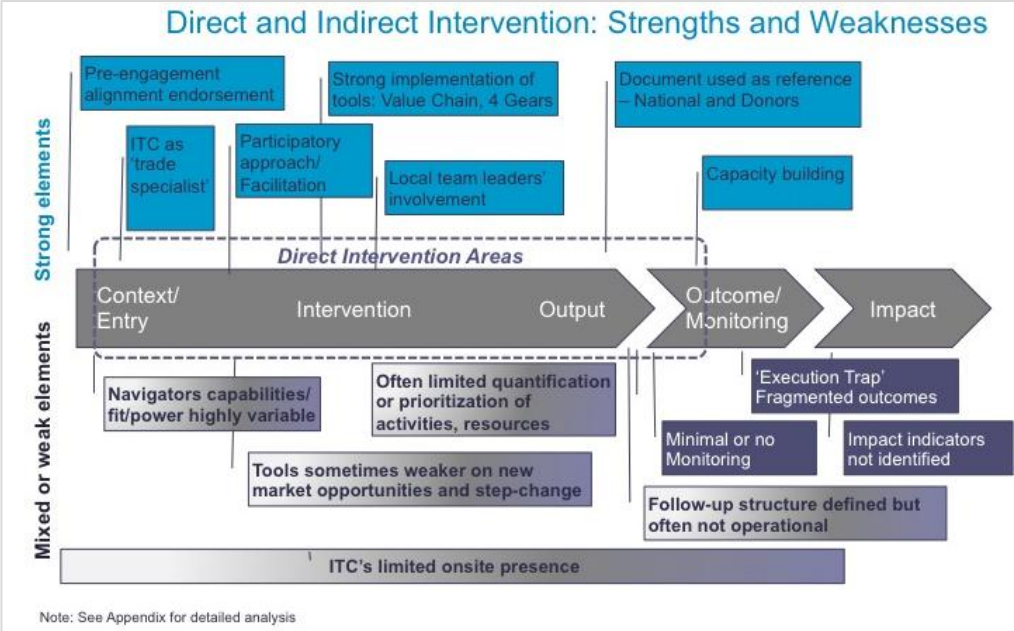 Direct and Indirect Intervention: Strengths and Weaknesses
Strong elements
Pre-engagement
alignment endorsement
Strong implementation of
tools: Value Chain, 4 Gears
Document used as reference
– National and Donors
ITC as
'trade
specialist'
Participatory
approach/
Facilitation
Local team leaders'
involvement
Capacity building
Direct Intervention Areas
Context/
Entry
Intervention
Output
Outcome/
Monitoring
Impact
Mixed or weak elements
Navigators capabilities/
fit/power highly variable
Often limited quantification
or prioritization of
activities, resources
'Execution Trap'
Fragmented outcomes
Minimal or no
Monitoring
Impact indicators
not identified
Tools sometimes weaker on new
market opportunities and step-change
Follow-up structure defined but
often not operational
ITC's limited onsite presence
Note: See Appendix for detailed analysis